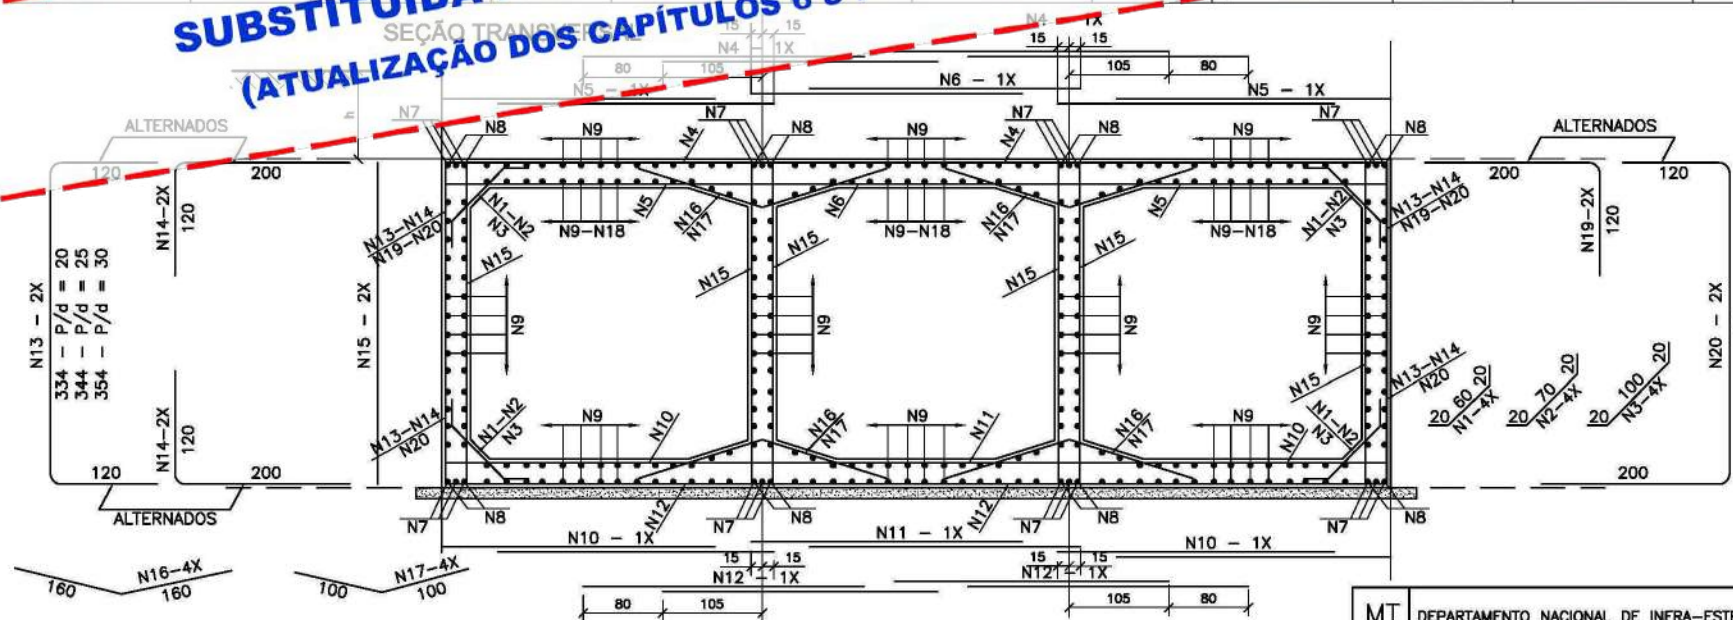 SUBSTITUÍDA
(ATUALIZAÇÃO DOS CAPÍTULOS 6
SEÇÃO TRANSVERSAL
15 15
N4 1X
80 105
N5 - 1X
N4 1X
15 15
N6 - 1X
105 80
N5 - 1X
N7 N8 N9 N4 N7 N8 N9 N4 N7 N8 N9 N7 N8
ALTERNADOS
ALTERNADOS
h
120 200
N14-2X
120
N13 - 2X
334 - P/d = 20
344 - P/d = 25
354 - P/d = 30
N15 - 2X
N14-2X
120
120 200
ALTERNADOS
N13-N14
N19-N20
N1-N2
N3
N15
N5
N16
N17
N9-N18
N15
N15
N6
N9-N18
N16
N17
N15
N15
N5
N9-N18
N1-N2
N3
N13-N14
N19-N20
N9 N9 N9 N9
N13-N14
N20
N1-N2
N3
N9
N10
N16
N17
N9
N11
N16
N17
N9
N10
N1-N2
N3
N15
N13-N14
N20
200 120
N19-2X
120
N20 - 2X
20 60 20
N1-4X
20 70 20
N2-4X
20 100 20
N3-4X
200
N7 N8 N12 N7 N8 N12 N7 N8 N7 N8
N10 - 1X
N11 - 1X
N10 - 1X
15 15
15 15
N12 - 1X
N12 - 1X
80 105
105 80
N16-4X
160 160
N17-4X
100 100
MT DEPARTAMENTO NACIONAL DE INFRA-ESTR